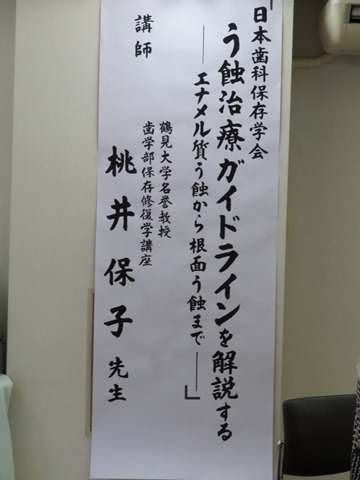 「日本歯科保存学会
う蝕治療ガイドラインを解説する
――エナメル質う蝕から根面う蝕まで――」
講師
鶴見大学名誉教授
歯学部保存修復学講座
桃井保子先生